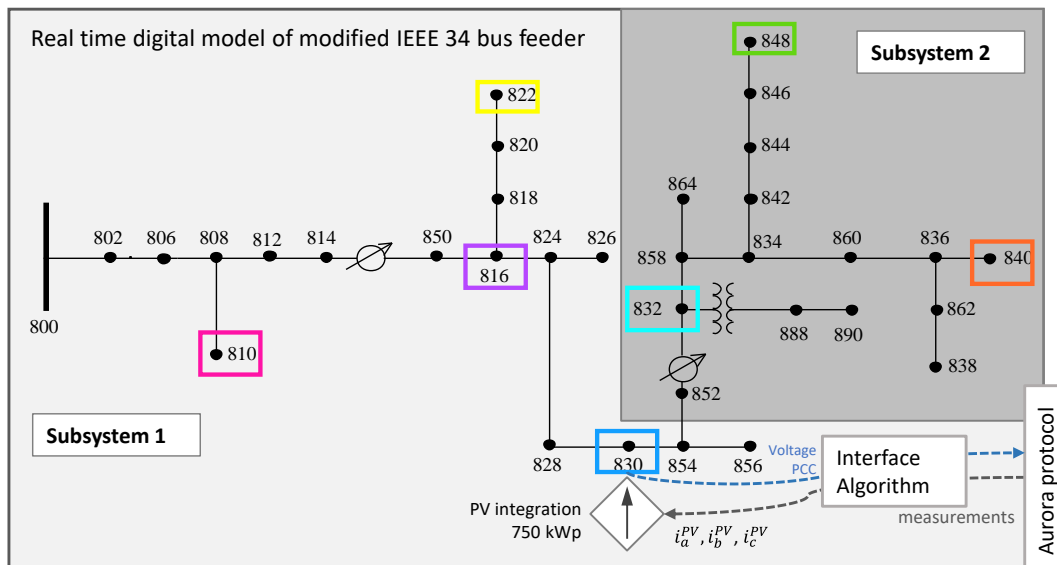 Real time digital model of modified IEEE 34 bus feeder
Subsystem 2
848
846
844
842
822
820
818
864
802
806
808
812
814
850
816
824
826
858
834
860
836
840
800
810
832
888
890
862
838
852
Subsystem 1
828
830
854
856
Voltage
PCC
Interface
Algorithm
PV integration
750 kWp
i_a^PV, i_b^PV, i_c^PV
measurements
Aurora protocol